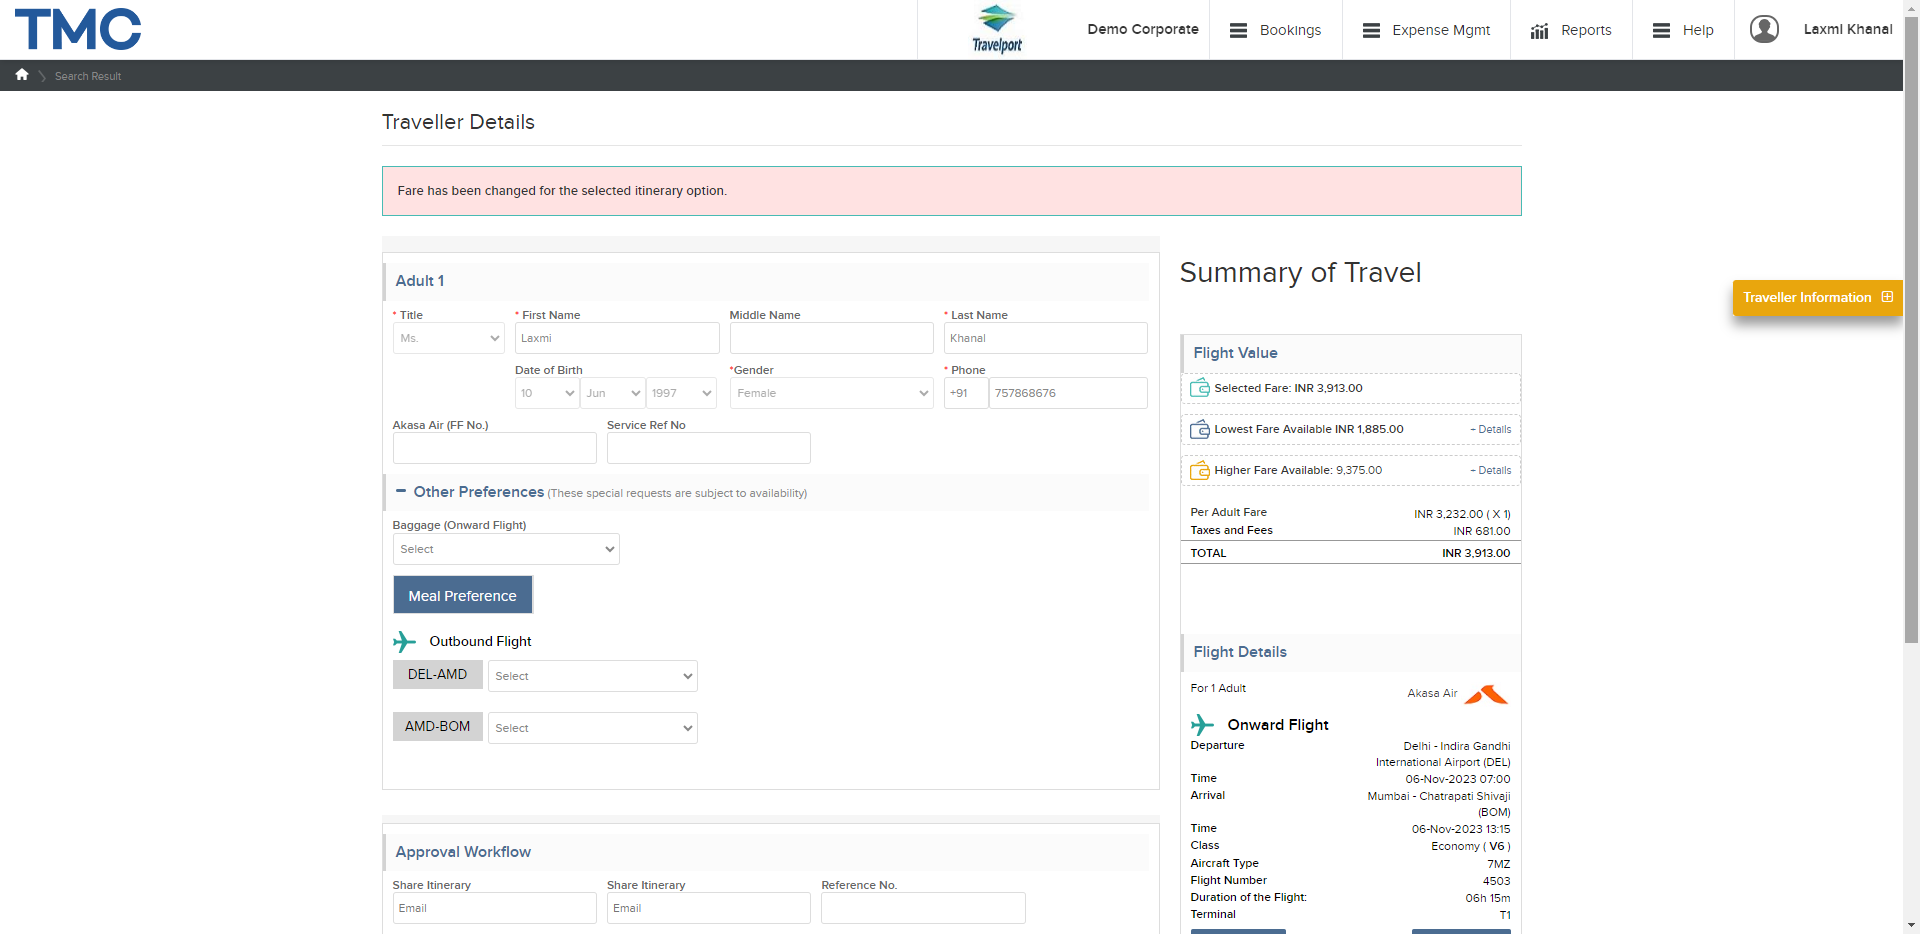 TMC
Travelport
Demo Corporate
Bookings
Expense Mgmt
Reports
Help
Laxmi Khanal
Search Result
Traveller Details
Fare has been changed for the selected itinerary option.
Adult 1
* Title
* First Name
Middle Name
* Last Name
Ms.
Laxmi
Khanal
Date of Birth
*Gender
* Phone
10
Jun
1997
Female
+91
757868676
Akasa Air (FF No.)
Service Ref No
Other Preferences (These special requests are subject to availability)
Baggage (Onward Flight)
Select
Meal Preference
Outbound Flight
DEL-AMD
Select
AMD-BOM
Select
Approval Workflow
Share Itinerary
Share Itinerary
Reference No.
Email
Email
Summary of Travel
Traveller Information
Flight Value
Selected Fare: INR 3,913.00
Lowest Fare Available INR 1,885.00 + Details
Higher Fare Available: 9,375.00 + Details
Per Adult Fare INR 3,232.00 ( X 1)
Taxes and Fees INR 681.00
TOTAL INR 3,913.00
Flight Details
For 1 Adult Akasa Air
Onward Flight
Departure Delhi - Indira Gandhi
International Airport (DEL)
Time 06-Nov-2023 07:00
Arrival Mumbai - Chatrapati Shivaji
(BOM)
Time 06-Nov-2023 13:15
Class Economy ( V6 )
Aircraft Type 7MZ
Flight Number 4503
Duration of the Flight: 06h 15m
Terminal T1